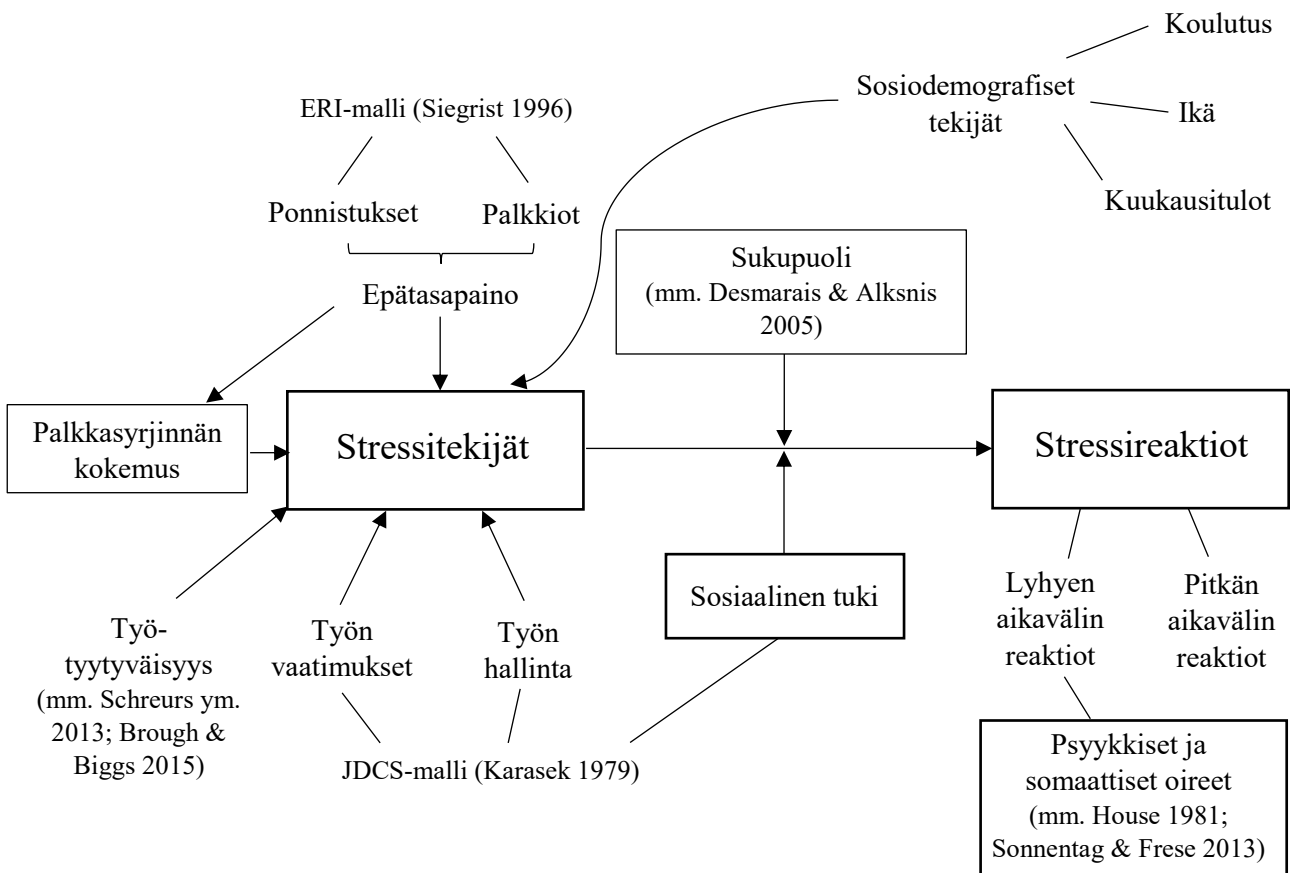 Koulutus
Sosiodemografiset
tekijät
Ikä
Kuukausitulot
ERI-malli (Siegrist 1996)
Ponnistukset
Palkkiot
Epätasapaino
Sukupuoli
(mm. Desmarais & Alksnis
2005)
Palkkasyrjinnän
kokemus
Stressitekijät
Stressireaktiot
Sosiaalinen tuki
Työ-
tyytyväisyys
(mm. Schreurs ym.
2013; Brough &
Biggs 2015)
Työn
vaatimukset
Työn
hallinta
JDCS-malli (Karasek 1979)
Lyhyen
aikavälin
reaktiot
Pitkän
aikavälin
reaktiot
Psyykkiset ja
somaattiset oireet
(mm. House 1981;
Sonnentag & Frese 2013)